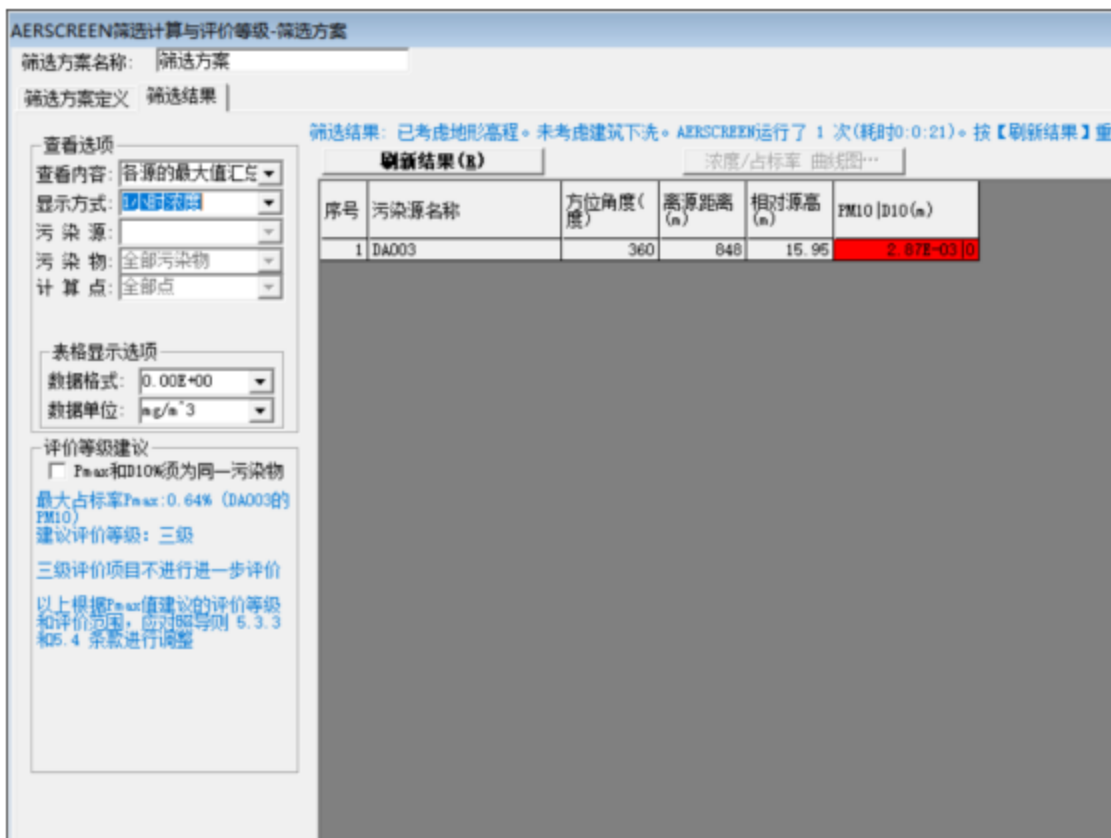 AERSCREEN筛选计算与评价等级-筛选方案
筛选方案名称: 筛选方案
筛选方案定义 筛选结果
筛选结果: 已考虑地形高程。未考虑建筑下洗。AERSCREEN运行了 1 次(耗时0:0:21)。按【刷新结果】重
刷新结果(R) 浓度/占标率 曲线图…
查看选项
查看内容: 各源的最大值汇总
显示方式: 1小时浓度
污 染 源:
污 染 物: 全部污染物
计 算 点: 全部点
序号 污染源名称 方位角度(度) 离源距离(m) 相对源高(m) PM10|D10(m)
1 DA003 360 848 15.95 2.87E-03|0
表格显示选项
数据格式: 0.00E+00
数据单位: mg/m^3
评价等级建议
Pmax和D10%须为同一污染物
最大占标率Pmax:0.64% (DA003的
PM10)
建议评价等级: 三级
三级评价项目不进行进一步评价
以上根据Pmax值建议的评价等级
和评价范围,应对照导则 5.3.3
和5.4 条款进行调整